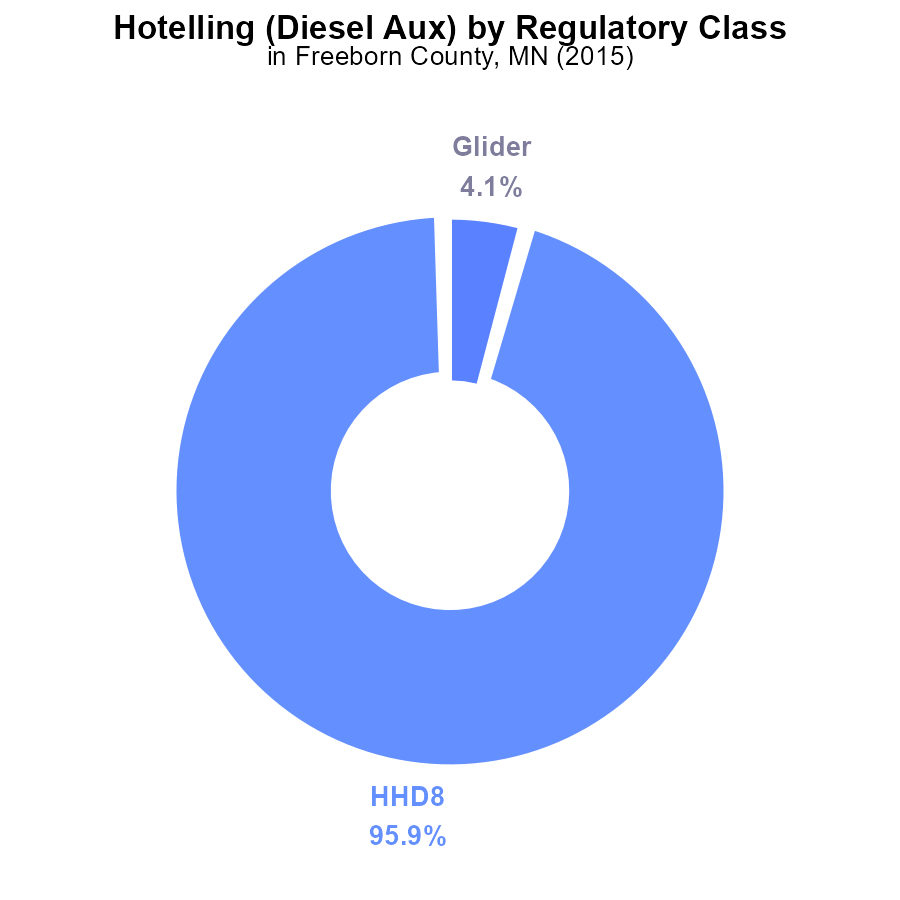 Hotelling (Diesel Aux) by Regulatory Class
in Freeborn County, MN (2015)
Glider
4.1%
HHD8
95.9%